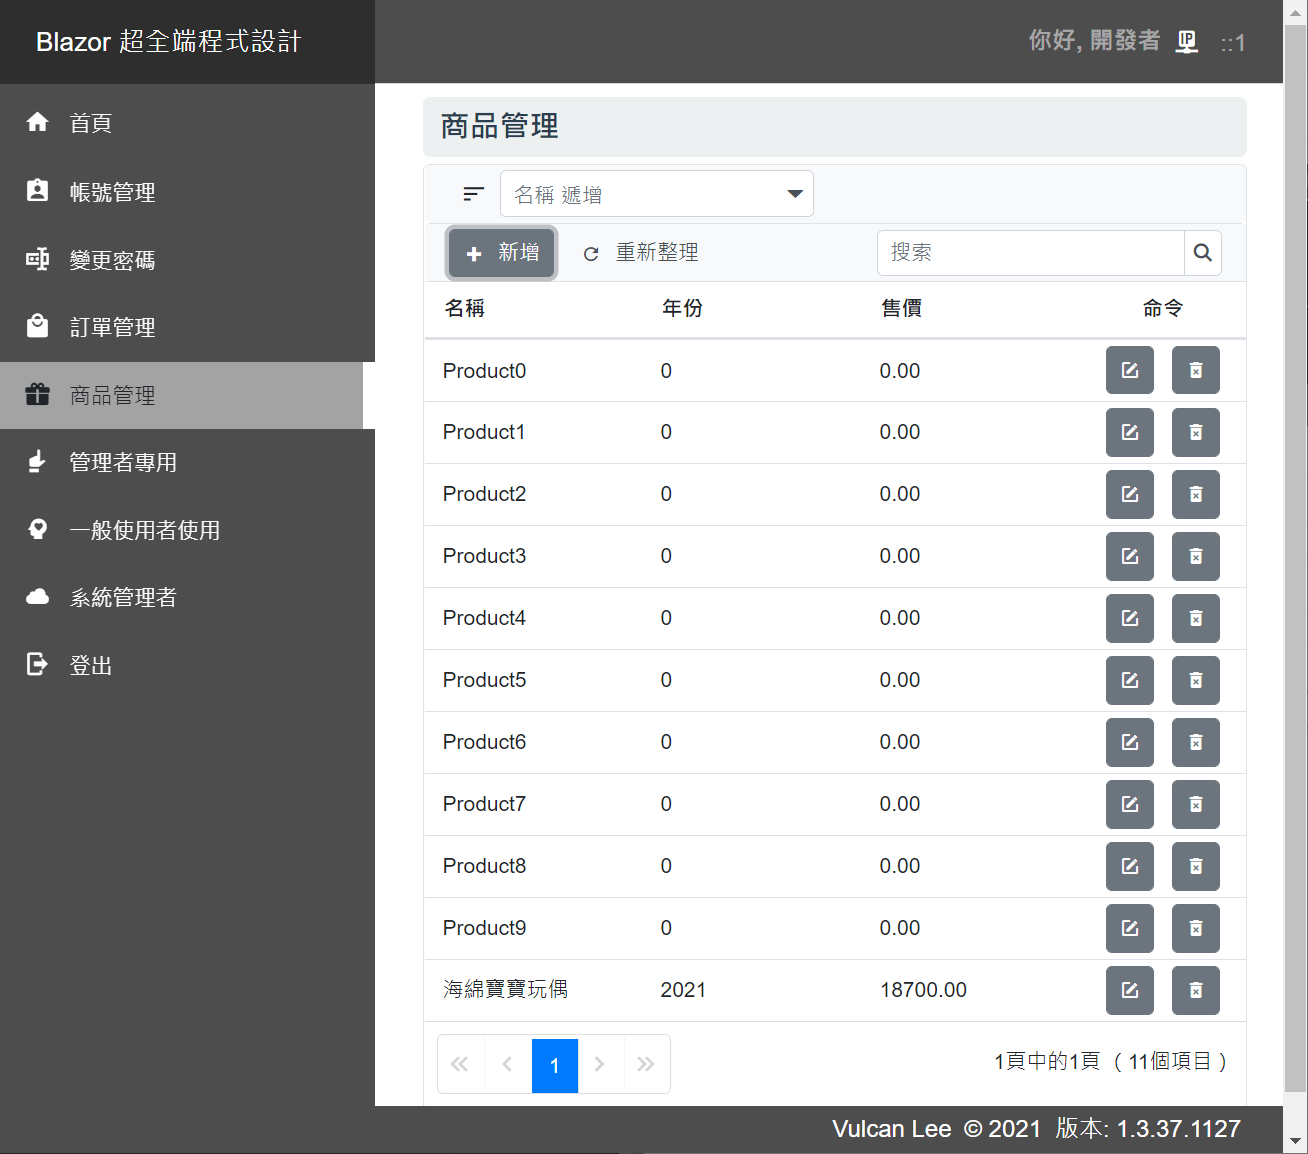 Blazor 超全端程式設計
你好, 開發者 IP ::1
首頁
帳號管理
變更密碼
訂單管理
商品管理
管理者專用
一般使用者使用
系統管理者
登出
商品管理
名稱 遞增
新增 重新整理 搜索
名稱 年份 售價 命令
Product0 0 0.00
Product1 0 0.00
Product2 0 0.00
Product3 0 0.00
Product4 0 0.00
Product5 0 0.00
Product6 0 0.00
Product7 0 0.00
Product8 0 0.00
Product9 0 0.00
海綿寶寶玩偶 2021 18700.00
1 1頁中的1頁 ( 11個項目 )
Vulcan Lee © 2021 版本: 1.3.37.1127